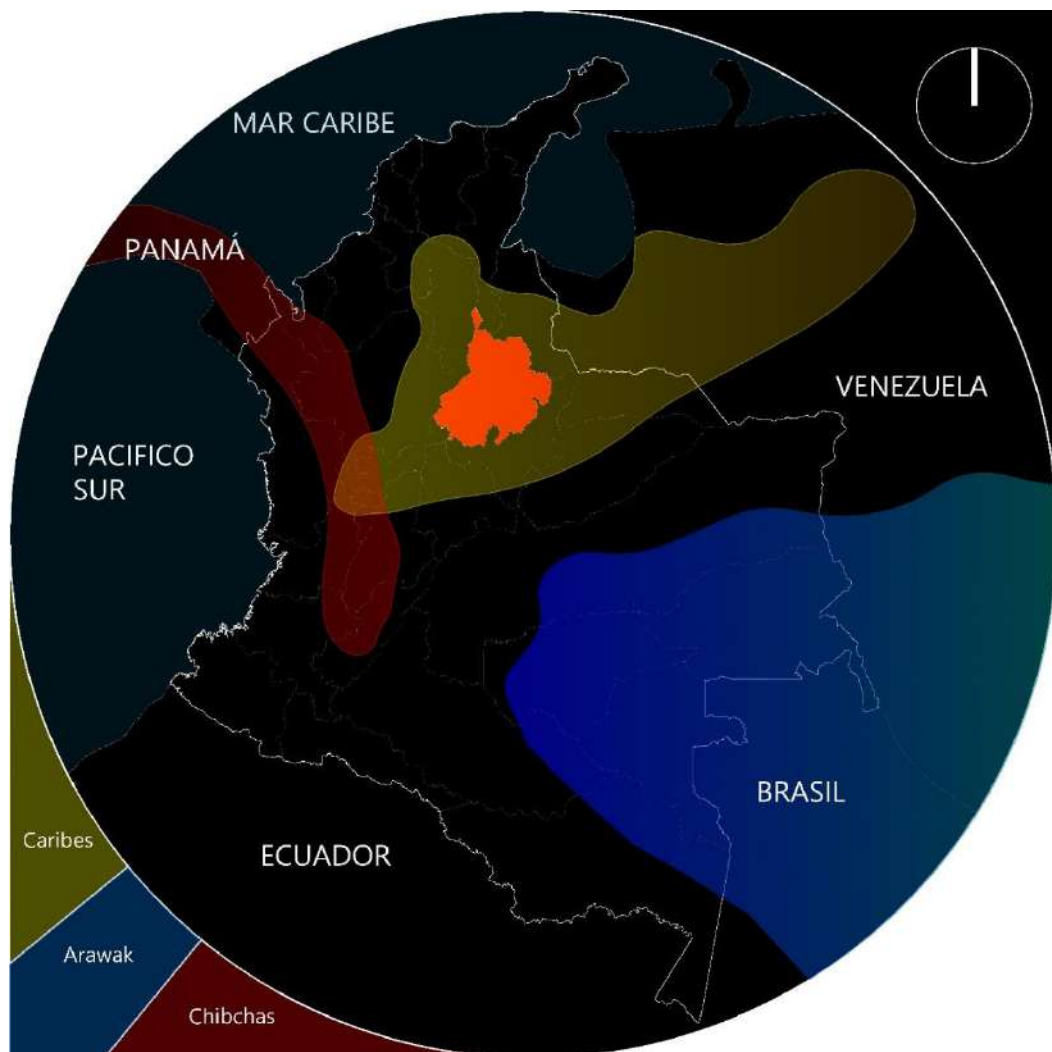 MAR CARIBE
PANAMÁ
VENEZUELA
PACIFICO
SUR
BRASIL
ECUADOR
Caribes
Arawak
Chibchas